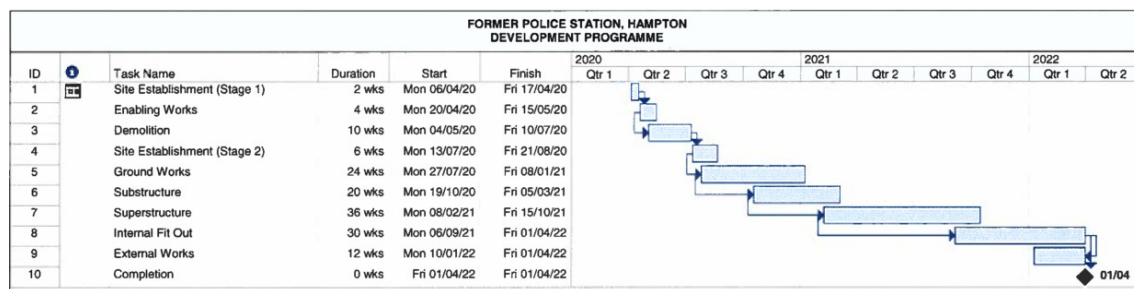 FORMER POLICE STATION, HAMPTON
DEVELOPMENT PROGRAMME
2020 2021 2022
ID Task Name Duration Start Finish Qtr 1 Qtr 2 Qtr 3 Qtr 4 Qtr 1 Qtr 2 Qtr 3 Qtr 4 Qtr 1 Qtr 2
1 Site Establishment (Stage 1) 2 wks Mon 06/04/20 Fri 17/04/20
2 Enabling Works 4 wks Mon 20/04/20 Fri 15/05/20
3 Demolition 10 wks Mon 04/05/20 Fri 10/07/20
4 Site Establishment (Stage 2) 6 wks Mon 13/07/20 Fri 21/08/20
5 Ground Works 24 wks Mon 27/07/20 Fri 08/01/21
6 Substructure 20 wks Mon 19/10/20 Fri 05/03/21
7 Superstructure 36 wks Mon 08/02/21 Fri 15/10/21
8 Internal Fit Out 30 wks Mon 06/09/21 Fri 01/04/22
9 External Works 12 wks Mon 10/01/22 Fri 01/04/22
10 Completion 0 wks Fri 01/04/22 Fri 01/04/22 01/04